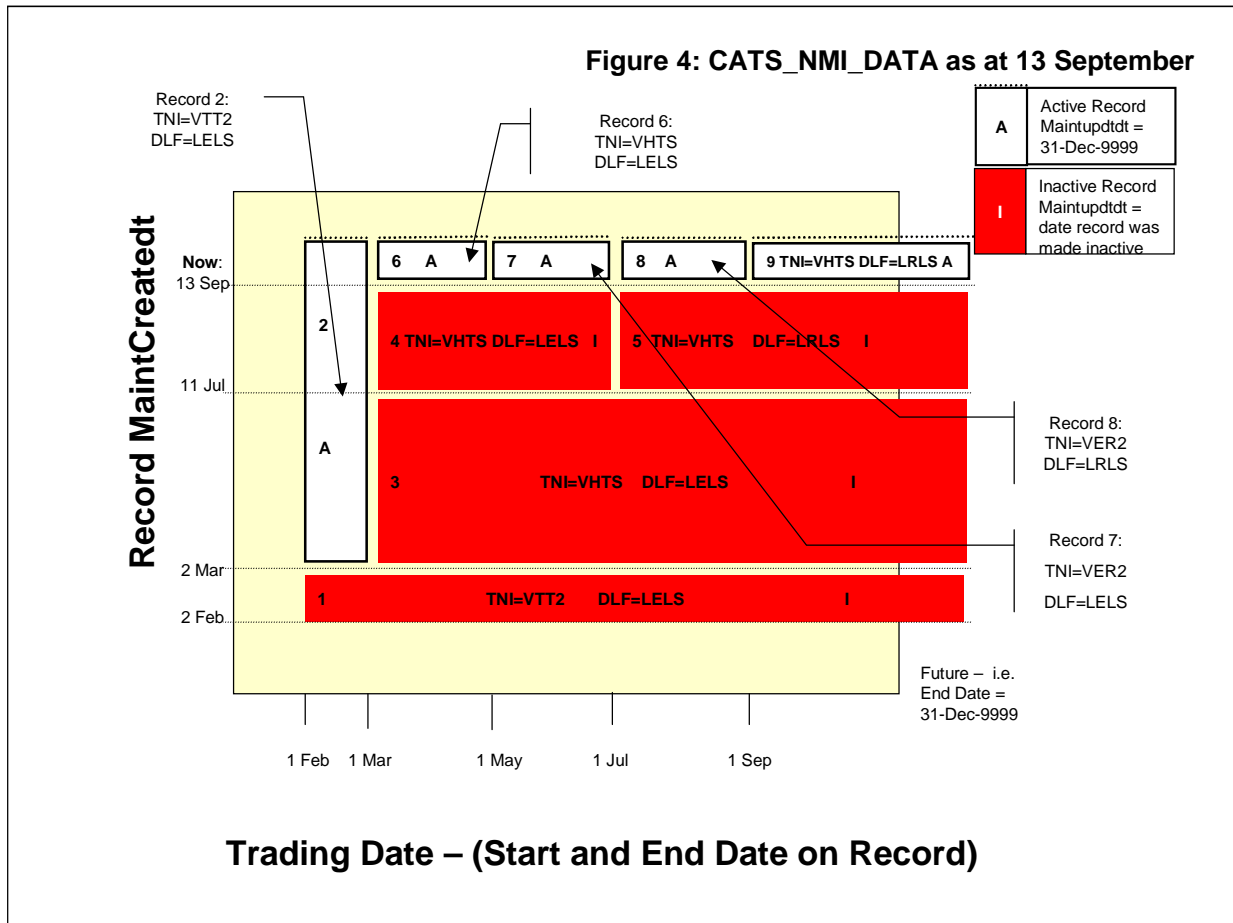 Figure 4: CATS_NMI_DATA as at 13 September
Record 2:
TNI=VTT2
DLF=LELS
Record 6:
TNI=VHTS
DLF=LELS
A
Active Record
Maintupdtdt =
31-Dec-9999
I
Inactive Record
Maintupdtdt =
date record was
made inactive
Record MaintCreatedt
Now:
13 Sep
11 Jul
2 Mar
2 Feb
2
A
6 A
7 A
8 A
9 TNI=VHTS DLF=LRLS A
4 TNI=VHTS DLF=LELS I
5 TNI=VHTS DLF=LRLS I
3 TNI=VHTS DLF=LELS I
1 TNI=VTT2 DLF=LELS I
Record 8:
TNI=VER2
DLF=LRLS
Record 7:
TNI=VER2
DLF=LELS
Future – i.e.
End Date =
31-Dec-9999
1 Feb 1 Mar 1 May 1 Jul 1 Sep
Trading Date – (Start and End Date on Record)